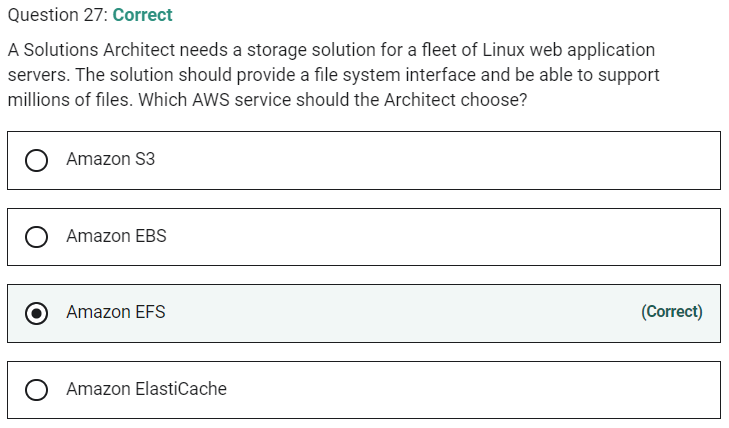 Question 27: Correct
A Solutions Architect needs a storage solution for a fleet of Linux web application
servers. The solution should provide a file system interface and be able to support
millions of files. Which AWS service should the Architect choose?
Amazon S3
Amazon EBS
Amazon EFS (Correct)
Amazon ElastiCache